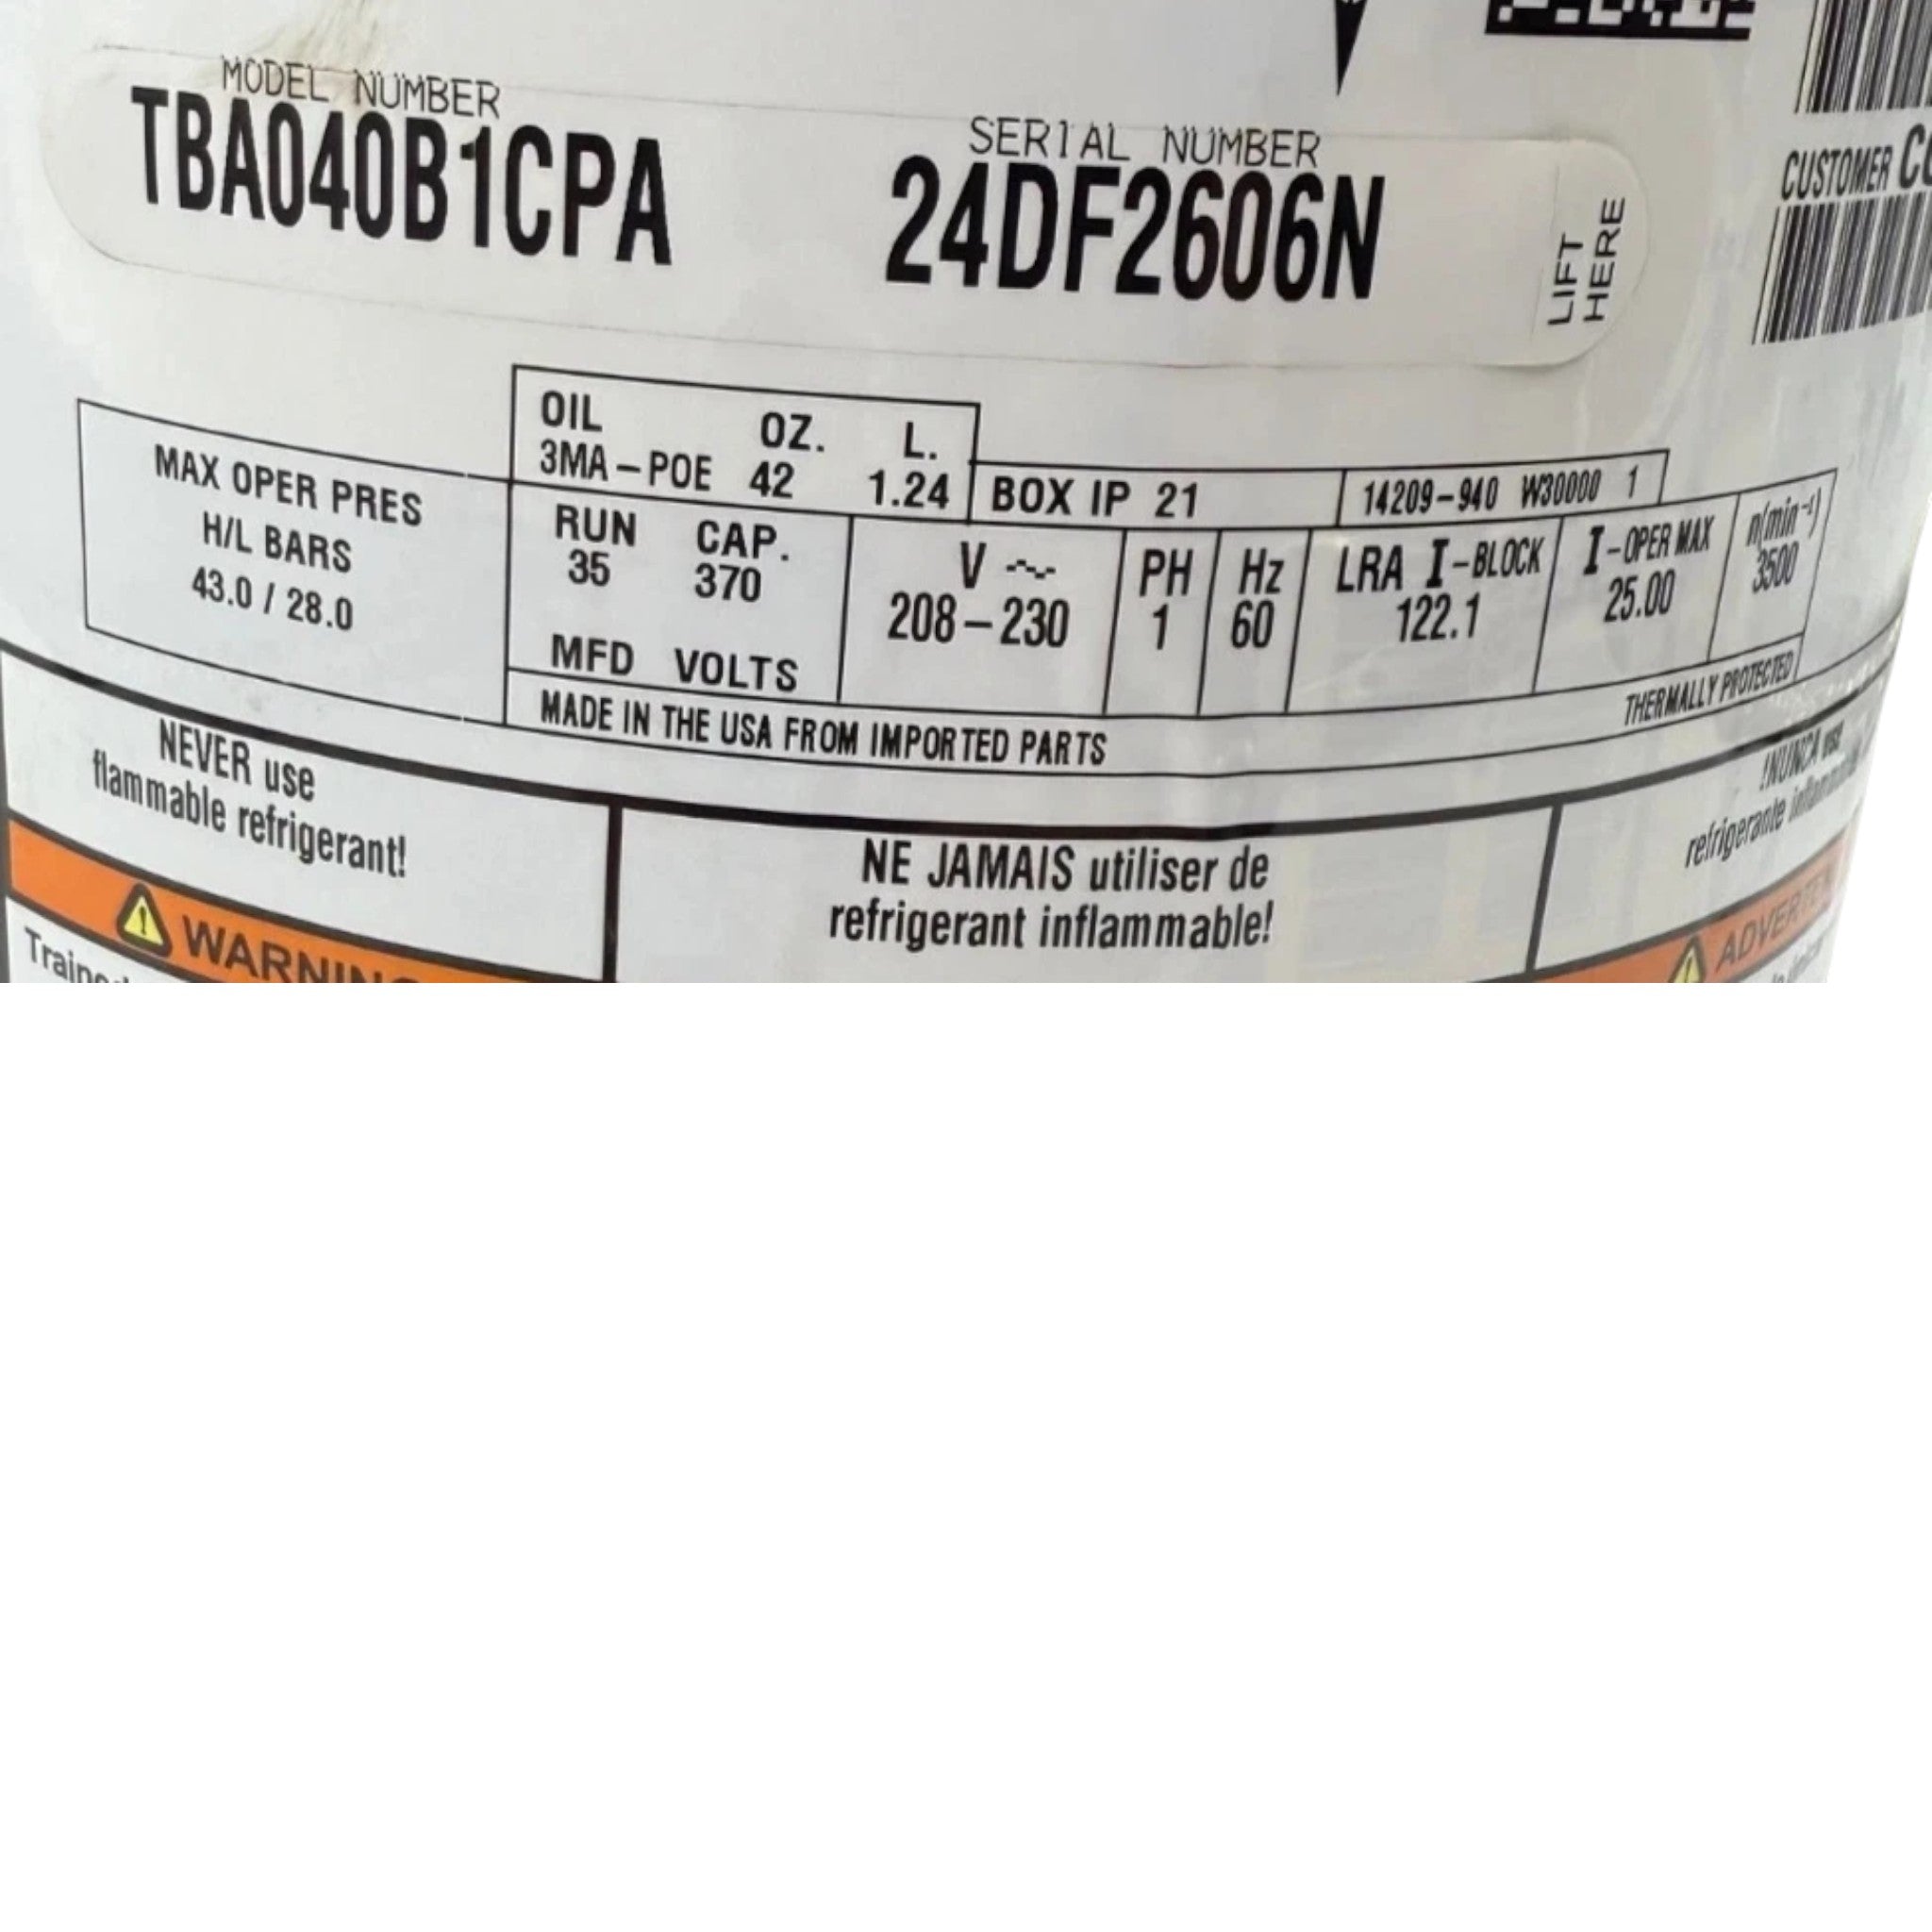 MODEL NUMBER
TBA040B1CPA
SERIAL NUMBER
24DF2606N
LIFT
HERE
CUSTOMER
OIL OZ. L.
3MA-POE 42 1.24
BOX IP 21
14209-940 W30000 1
MAX OPER PRES
H/L BARS
43.0 / 28.0
RUN CAP.
35 370
MFD VOLTS
V ~
208-230
PH
1
Hz
60
LRA I-BLOCK
122.1
I-OPER MAX
25.00
n(min⁻¹)
3500
MADE IN THE USA FROM IMPORTED PARTS
THERMALLY PROTECTED
NEVER use
flammable refrigerant!
WARNING
NE JAMAIS utiliser de
refrigerant inflammable!
!NUNCA use
refrigerante